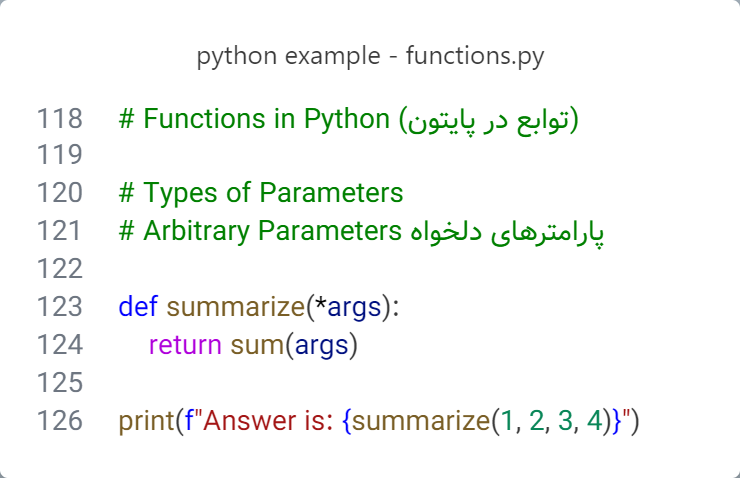 python example - functions.py
118 # Functions in Python (توابع در پایتون)
119
120 # Types of Parameters
121 # Arbitrary Parameters پارامترهای دلخواه
122
123 def summarize(*args):
124     return sum(args)
125
126 print(f"Answer is: {summarize(1, 2, 3, 4)}")